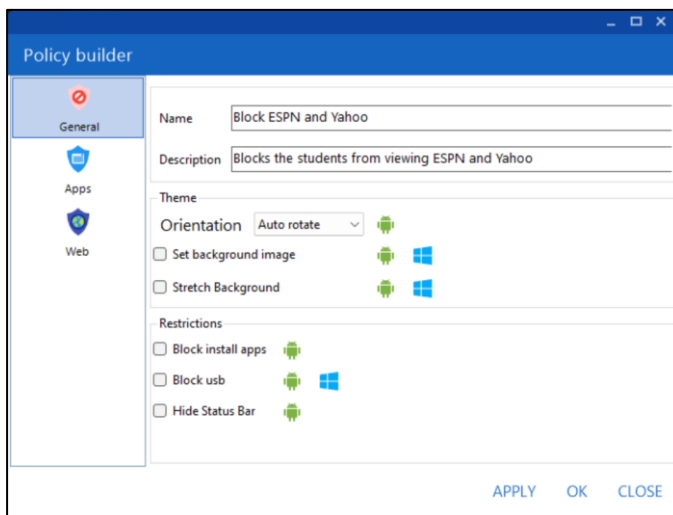 Policy builder
General
Apps
Web
Name Block ESPN and Yahoo
Description Blocks the students from viewing ESPN and Yahoo
Theme
Orientation Auto rotate
Set background image
Stretch Background
Restrictions
Block install apps
Block usb
Hide Status Bar
APPLY OK CLOSE